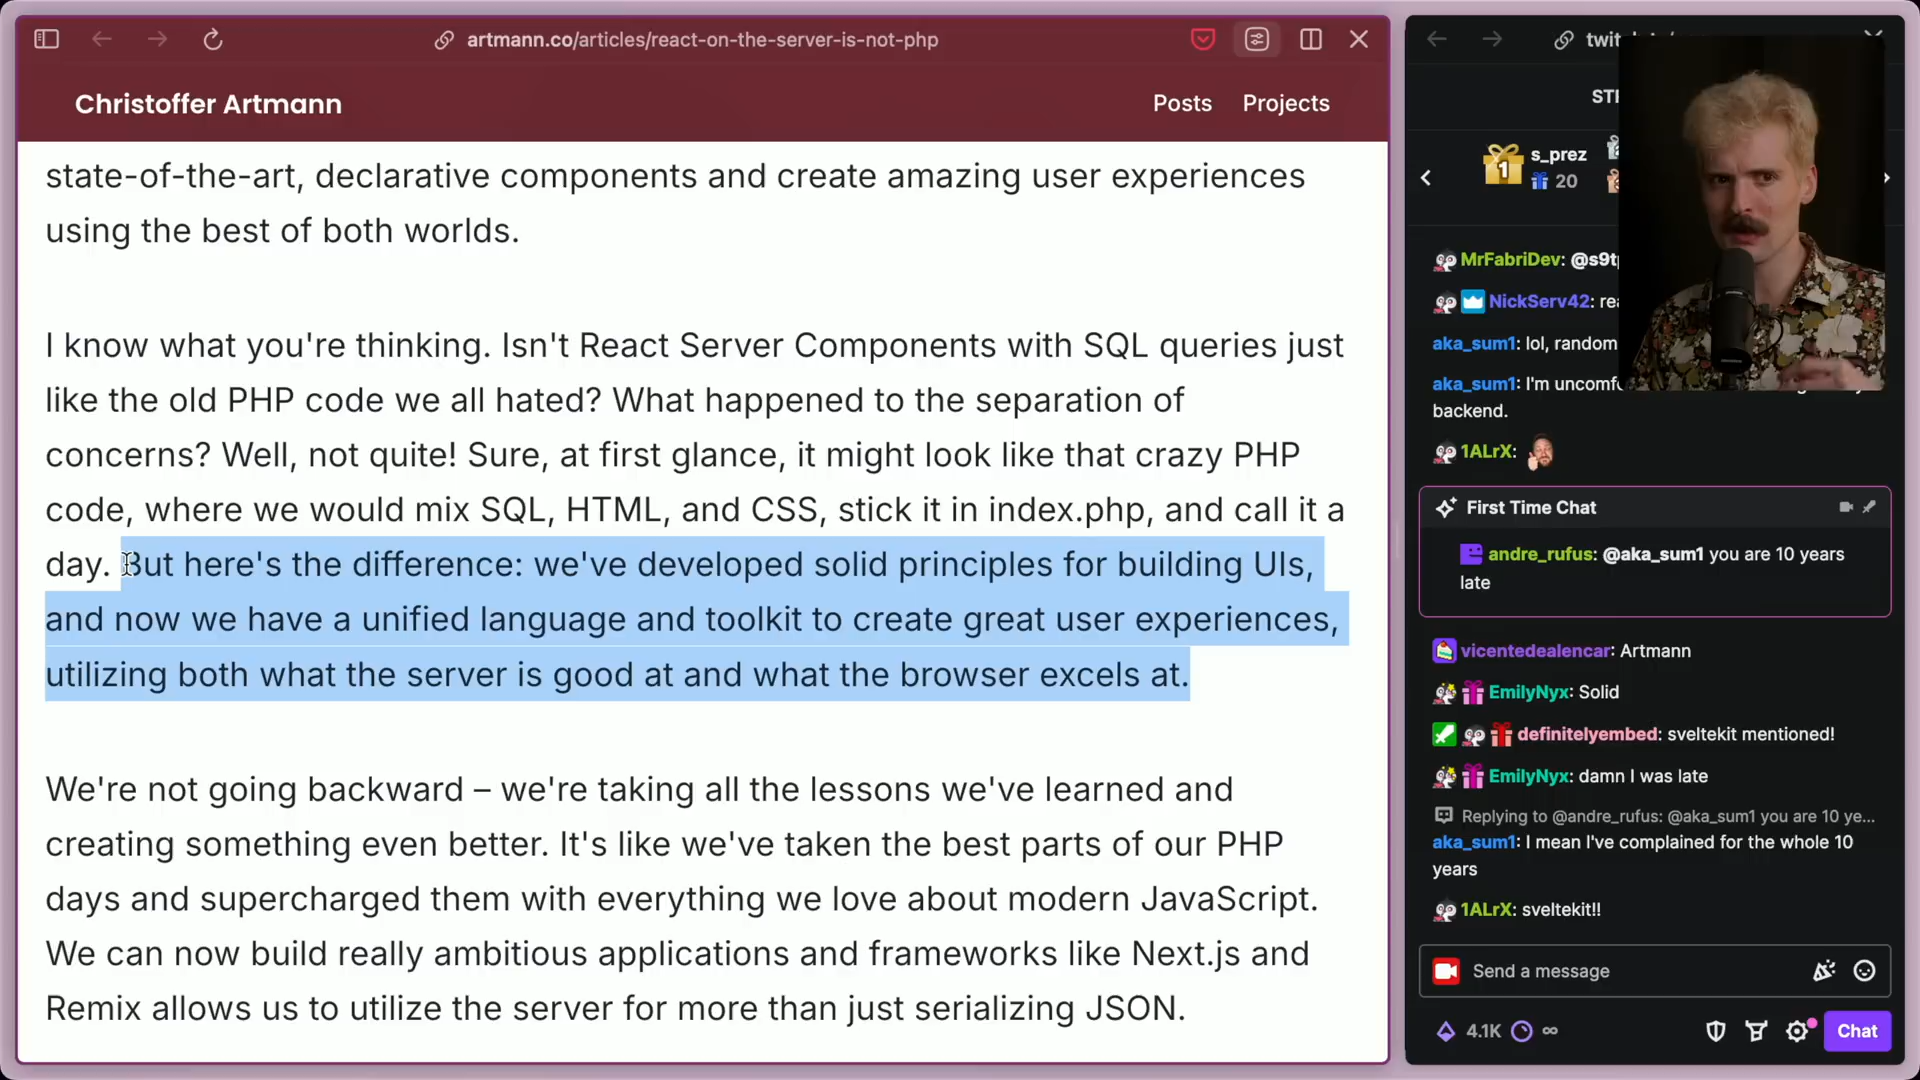 artmann.co/articles/react-on-the-server-is-not-php
Christoffer Artmann
Posts
Projects
state-of-the-art, declarative components and create amazing user experiences
using the best of both worlds.
I know what you're thinking. Isn't React Server Components with SQL queries just
like the old PHP code we all hated? What happened to the separation of
concerns? Well, not quite! Sure, at first glance, it might look like that crazy PHP
code, where we would mix SQL, HTML, and CSS, stick it in index.php, and call it a
day. But here's the difference: we've developed solid principles for building UIs,
and now we have a unified language and toolkit to create great user experiences,
utilizing both what the server is good at and what the browser excels at.
We're not going backward – we're taking all the lessons we've learned and
creating something even better. It's like we've taken the best parts of our PHP
days and supercharged them with everything we love about modern JavaScript.
We can now build really ambitious applications and frameworks like Next.js and
Remix allows us to utilize the server for more than just serializing JSON.
1
s_prez
20
MrFabriDev:
NickServ42:
aka_sum1: lol, random
aka_sum1: I'm
backend.
1ALrX:
First Time Chat
andre_rufus: @aka_sum1 you are 10 years
late
vicentedealencar: Artmann
EmilyNyx: Solid
definitelyembed: sveltekit mentioned!
EmilyNyx: damn I was late
Replying to @andre_rufus: @aka_sum1 you are 10 ye...
aka_sum1: I mean I've complained for the whole 10
years
1ALrX: sveltekit!!
Send a message
4.1K
∞
Chat